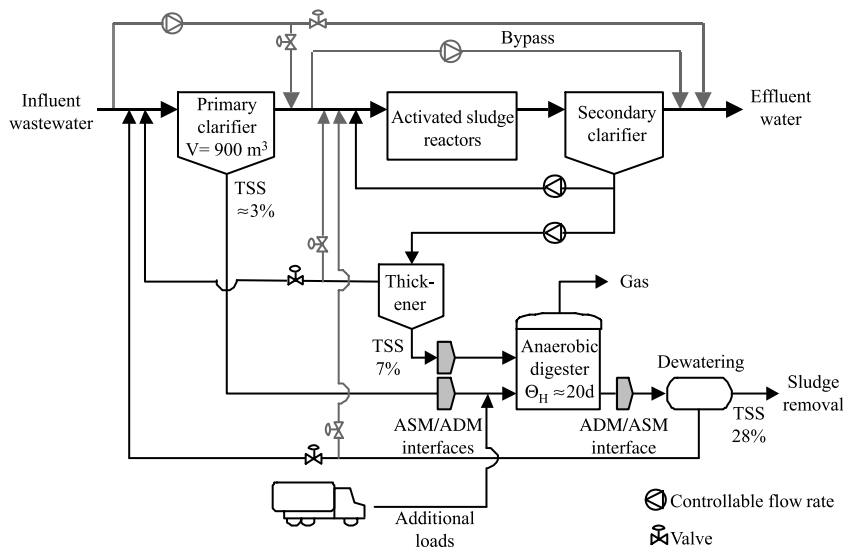 Bypass
Influent
wastewater
Primary
clarifier
V= 900 m³
Activated sludge
reactors
Secondary
clarifier
Effluent
water
TSS
≈3%
Thick-
ener
Gas
TSS
7%
Anaerobic
digester
ΘH ≈20d
Dewatering
Sludge
removal
TSS
28%
ASM/ADM
interfaces
ADM/ASM
interface
Additional
loads
Controllable flow rate
Valve